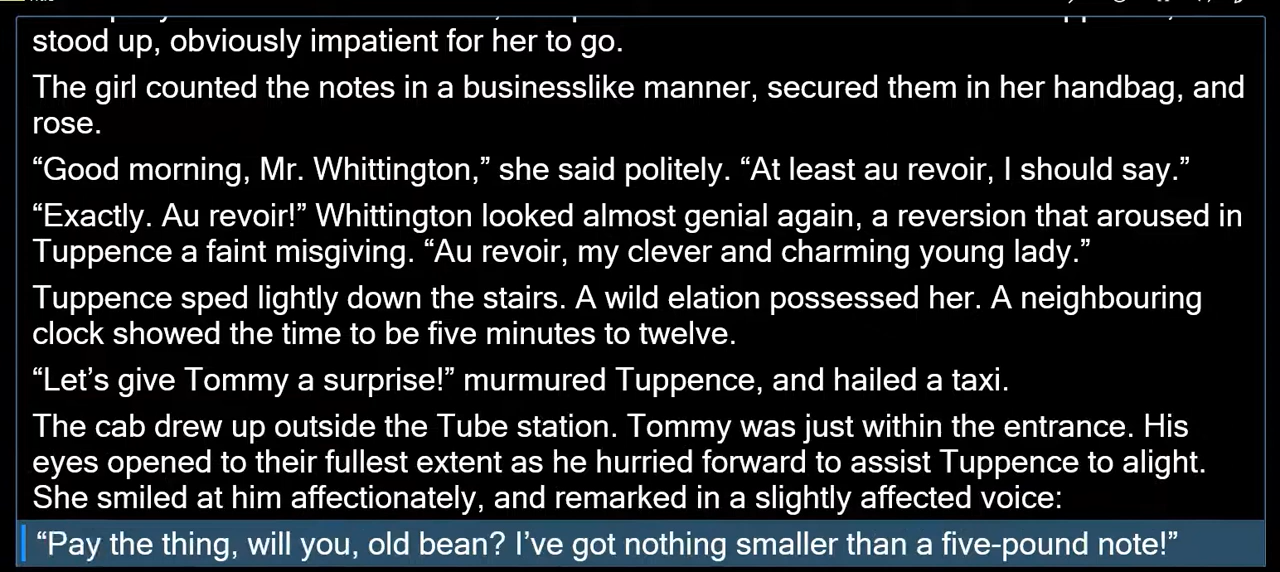 stood up, obviously impatient for her to go.
The girl counted the notes in a businesslike manner, secured them in her handbag, and
rose.
“Good morning, Mr. Whittington,” she said politely. “At least au revoir, I should say.”
“Exactly. Au revoir!” Whittington looked almost genial again, a reversion that aroused in
Tuppence a faint misgiving. “Au revoir, my clever and charming young lady.”
Tuppence sped lightly down the stairs. A wild elation possessed her. A neighbouring
clock showed the time to be five minutes to twelve.
“Let’s give Tommy a surprise!” murmured Tuppence, and hailed a taxi.
The cab drew up outside the Tube station. Tommy was just within the entrance. His
eyes opened to their fullest extent as he hurried forward to assist Tuppence to alight.
She smiled at him affectionately, and remarked in a slightly affected voice:
“Pay the thing, will you, old bean? I’ve got nothing smaller than a five-pound note!”